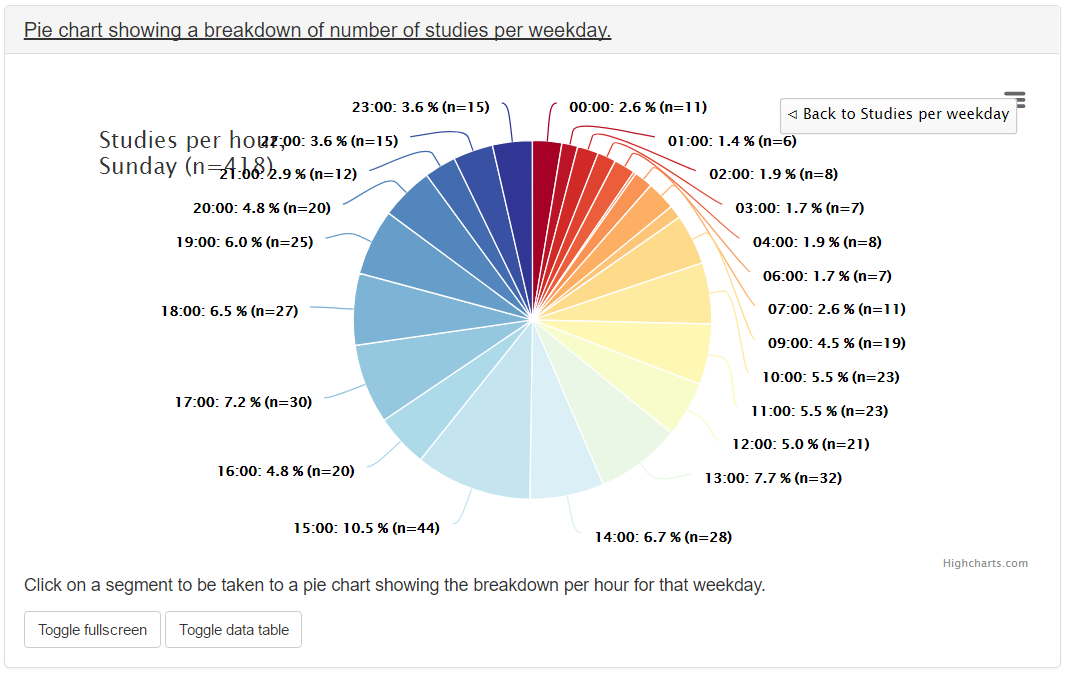 Pie chart showing a breakdown of number of studies per weekday.
Studies per hour,
Sunday (n=418)
◁ Back to Studies per weekday
00:00: 2.6 % (n=11)
01:00: 1.4 % (n=6)
02:00: 1.9 % (n=8)
03:00: 1.7 % (n=7)
04:00: 1.9 % (n=8)
06:00: 1.7 % (n=7)
07:00: 2.6 % (n=11)
09:00: 4.5 % (n=19)
10:00: 5.5 % (n=23)
11:00: 5.5 % (n=23)
12:00: 5.0 % (n=21)
13:00: 7.7 % (n=32)
14:00: 6.7 % (n=28)
15:00: 10.5 % (n=44)
16:00: 4.8 % (n=20)
17:00: 7.2 % (n=30)
18:00: 6.5 % (n=27)
19:00: 6.0 % (n=25)
20:00: 4.8 % (n=20)
21:00: 2.9 % (n=12)
22:00: 3.6 % (n=15)
23:00: 3.6 % (n=15)
Highcharts.com
Click on a segment to be taken to a pie chart showing the breakdown per hour for that weekday.
Toggle fullscreen
Toggle data table